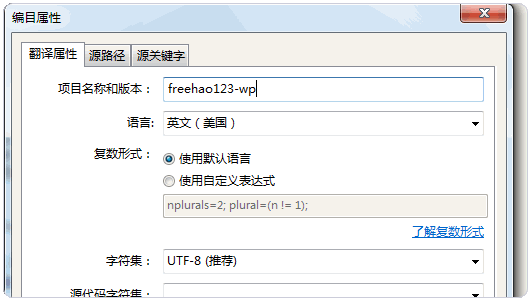 编目属性
翻译属性 源路径 源关键字
项目名称和版本： freehao123-wp
语言: 英文（美国）
复数形式： 使用默认语言
使用自定义表达式
nplurals=2; plural=(n != 1);
了解复数形式
字符集： UTF-8 (推荐)
源代码字符集：